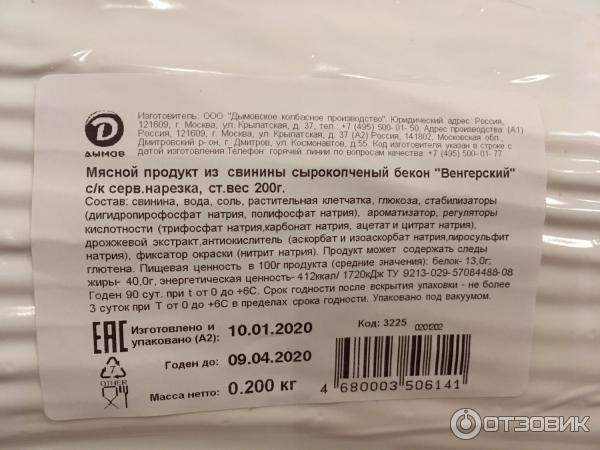 Изготовитель: ООО "Дымовское колбасное производство" Юридический адрес: Россия,
121609, г. Москва, ул. Крылатская, д. 37, тел.: +7 (495) 500-01-50 Адрес производства: (А1)
Россия, 121609, г. Москва, ул. Крылатская, д 37 (А2) Россия, 141802, Московская обл.,
Дмитровский р-он, г. Дмитров, ул. Космонавтов, д.55 Код изготовителя указан в строке с
датой изготовления Телефон горячей линии по вопросам качества: +7 (495) 500-01-77
ДЫМОВ
Мясной продукт из свинины сырокопченый бекон "Венгерский"
с/к серв.нарезка, ст.вес 200г.
Состав: свинина, вода, соль, растительная клетчатка, глюкоза, стабилизаторы
(дигидропирофосфат натрия, полифосфат натрия), ароматизатор, регуляторы
кислотности (трифосфат натрия,карбонат натрия, ацетат и цитрат натрия),
дрожжевой экстракт,антиокислитель (аскорбат и изоаскорбат натрия,пиросульфит
натрия), фиксатор окраски (нитрит натрия). Продукт может содержать следы
глютена. Пищевая ценность в 100г продукта (средние значения): белок- 13,0г;
жиры- 40,0г, энергетическая ценность- 412ккал/ 1720кДж ТУ 9213-029-57084488-08
Годен 90 сут. при t от 0 до +6С. Срок годности после вскрытия упаковки - не более
3 суток при Т от 0 до +6С в пределах срока годности. Упаковано под вакуумом.
EAC
Изготовлено и упаковано (А2): 10.01.2020
Код: 3225
0201202
Годен до: 09.04.2020
7
OTHER
Масса нетто: 0.200 кг
4 680003 506141
ОТЗОВИК